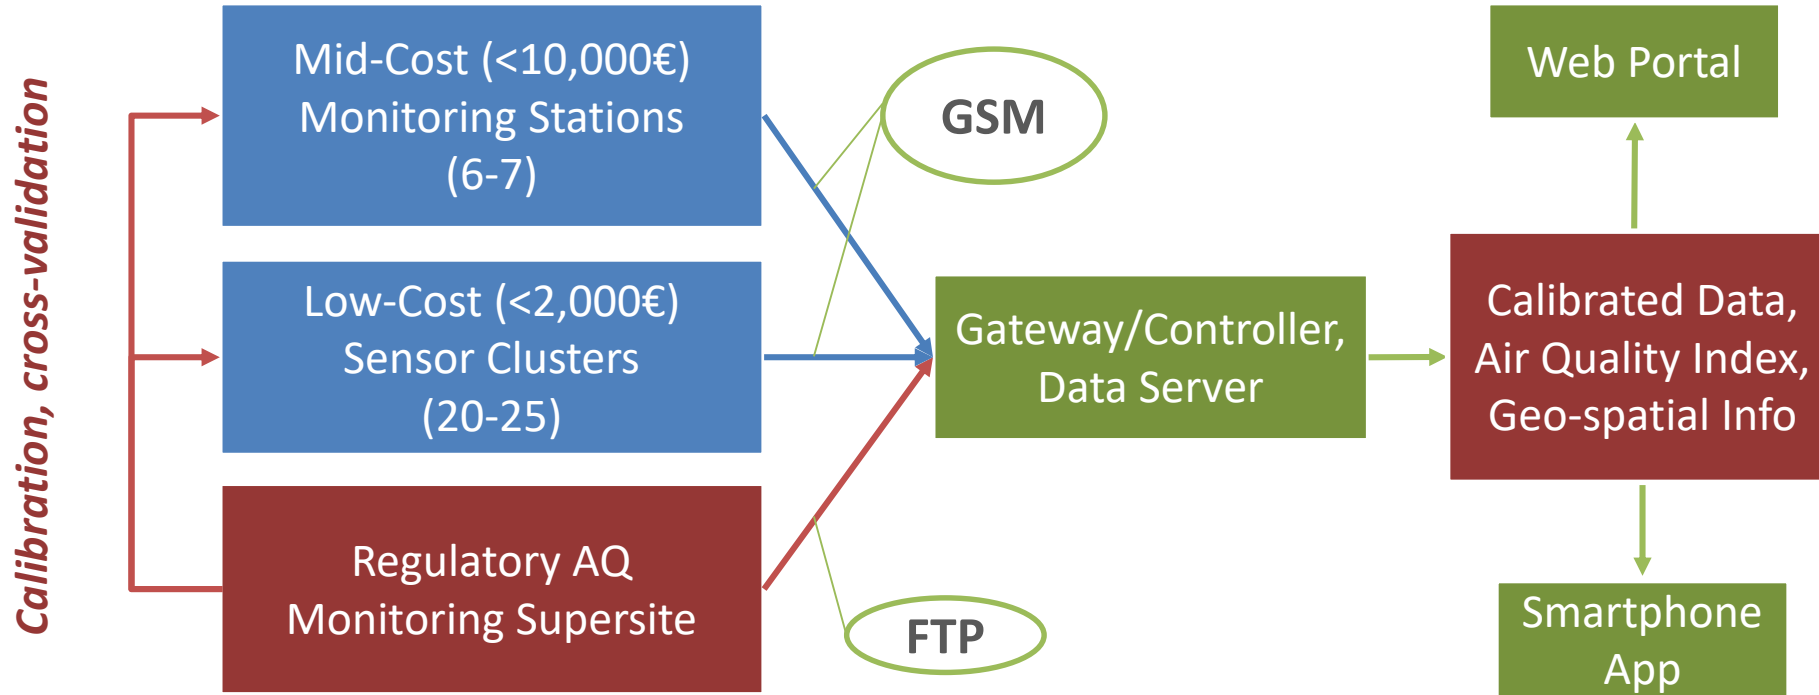 Calibration, cross-validation
Mid-Cost (<10,000€)
Monitoring Stations
(6-7)
Low-Cost (<2,000€)
Sensor Clusters
(20-25)
Regulatory AQ
Monitoring Supersite
GSM
FTP
Gateway/Controller,
Data Server
Web Portal
Calibrated Data,
Air Quality Index,
Geo-spatial Info
Smartphone
App